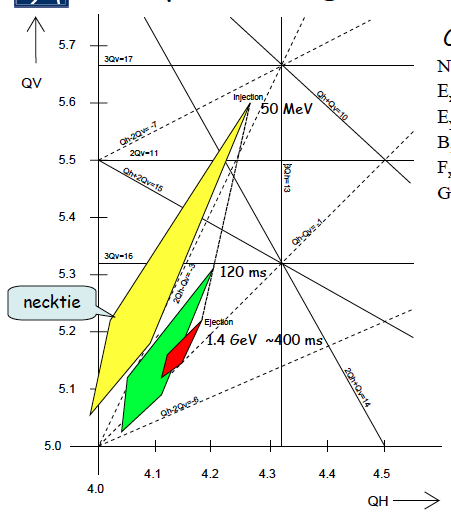 5.7
3Qv=17
QV
5.6
Injection
50 MeV
Qh+Qv=10
Qh-2Qv= -7
5.5
2Qv=11
Qh+2Qv=15
3Qh=13
5.4
Qh-Qv= -1
3Qv=16
5.3
120 ms
2Qh-Qv= 3
necktie
5.2
Ejection
1.4 GeV ~400 ms
5.1
2Qh+Qv=14
Qh-2Qv=-6
5.0
4.0
4.1
4.2
4.3
4.4
4.5
QH
N
E
E
B
F
G